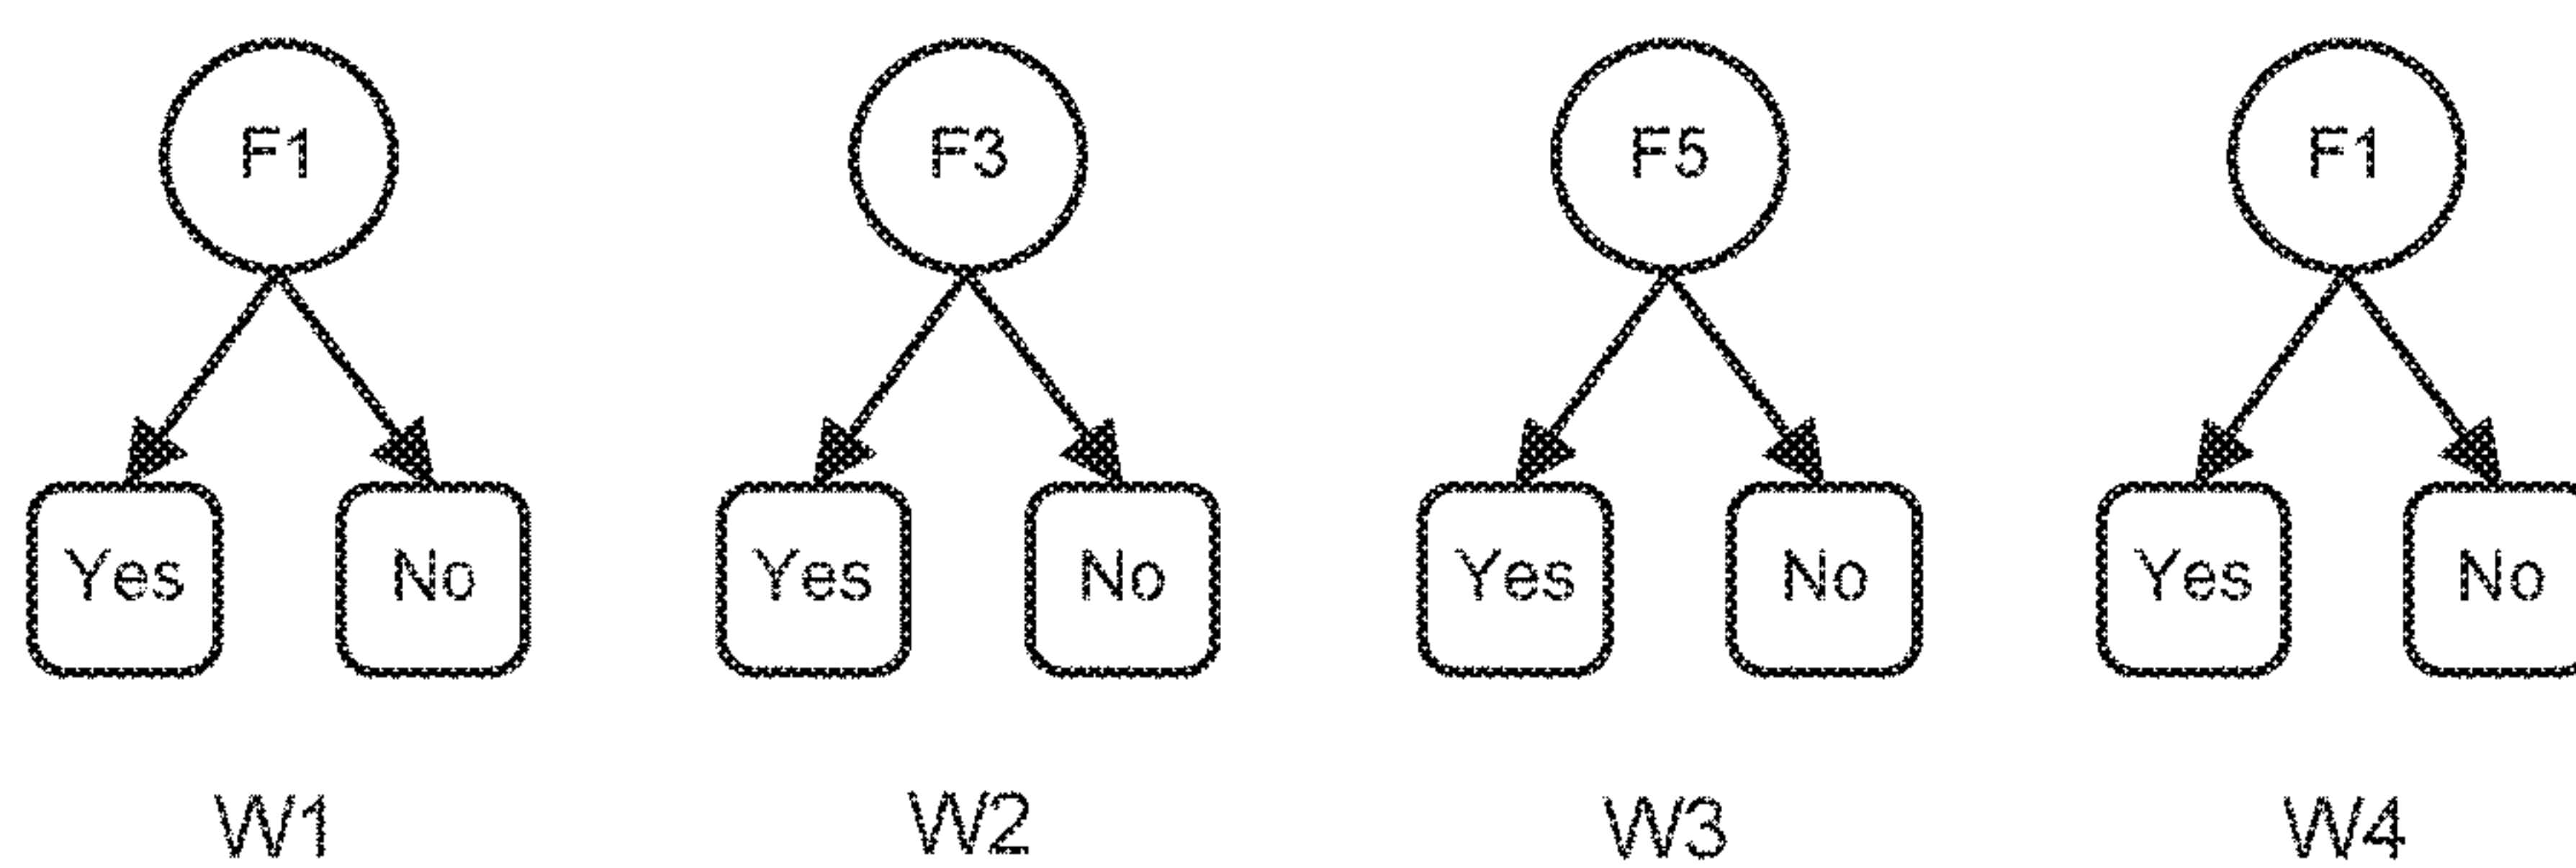 F1 F3 F5 F1
Yes No Yes No Yes No Yes No
W1 W2 W3 W4